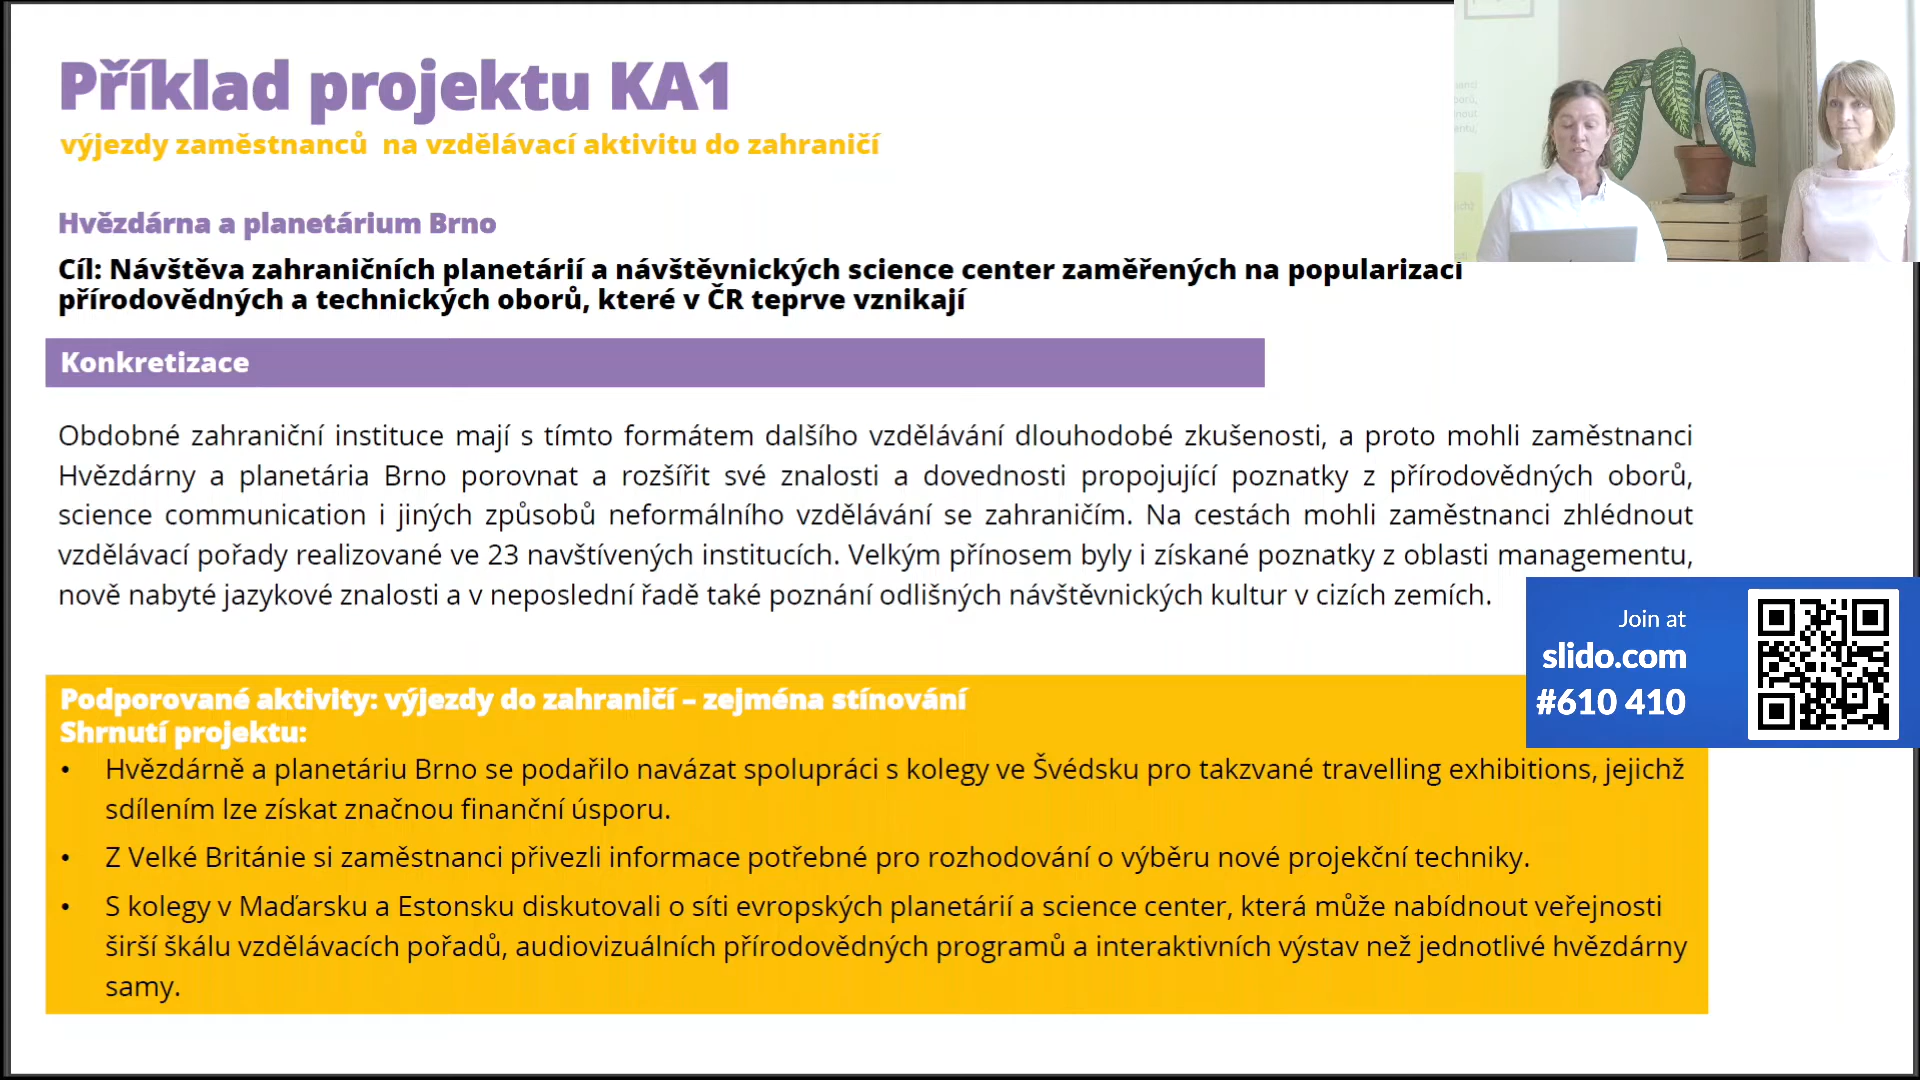 Příklad projektu KA1
výjezdy zaměstnanců na vzdělávací aktivitu do zahraničí
Hvězdárna a planetárium Brno
Cíl: Návštěva zahraničních planetárií a návštěvnických science center zaměřených na popularizaci
přírodovědných a technických oborů, které v ČR teprve vznikají
Konkretizace
Obdobné zahraniční instituce mají s tímto formátem dalšího vzdělávání dlouhodobé zkušenosti, a proto mohli zaměstnanci
Hvězdárny a planetária Brno porovnat a rozšířit své znalosti a dovednosti propojující poznatky z přírodovědných oborů,
science communication i jiných způsobů neformálního vzdělávání se zahraničím. Na cestách mohli zaměstnanci zhlédnout
vzdělávací pořady realizované ve 23 navštívených institucích. Velkým přínosem byly i získané poznatky z oblasti managementu,
nově nabyté jazykové znalosti a v neposlední řadě také poznání odlišných návštěvnických kultur v cizích zemích.
Join at
slido.com
#610 410
Podporované aktivity: výjezdy do zahraničí – zejména stínování
Shrnutí projektu:
• Hvězdárně a planetáriu Brno se podařilo navázat spolupráci s kolegy ve Švédsku pro takzvané travelling exhibitions, jejichž
sdílením lze získat značnou finanční úsporu.
• Z Velké Británie si zaměstnanci přivezli informace potřebné pro rozhodování o výběru nové projekční techniky.
• S kolegy v Maďarsku a Estonsku diskutovali o síti evropských planetárií a science center, která může nabídnout veřejnosti
širší škálu vzdělávacích pořadů, audiovizuálních přírodovědných programů a interaktivních výstav než jednotlivé hvězdárny
samy.